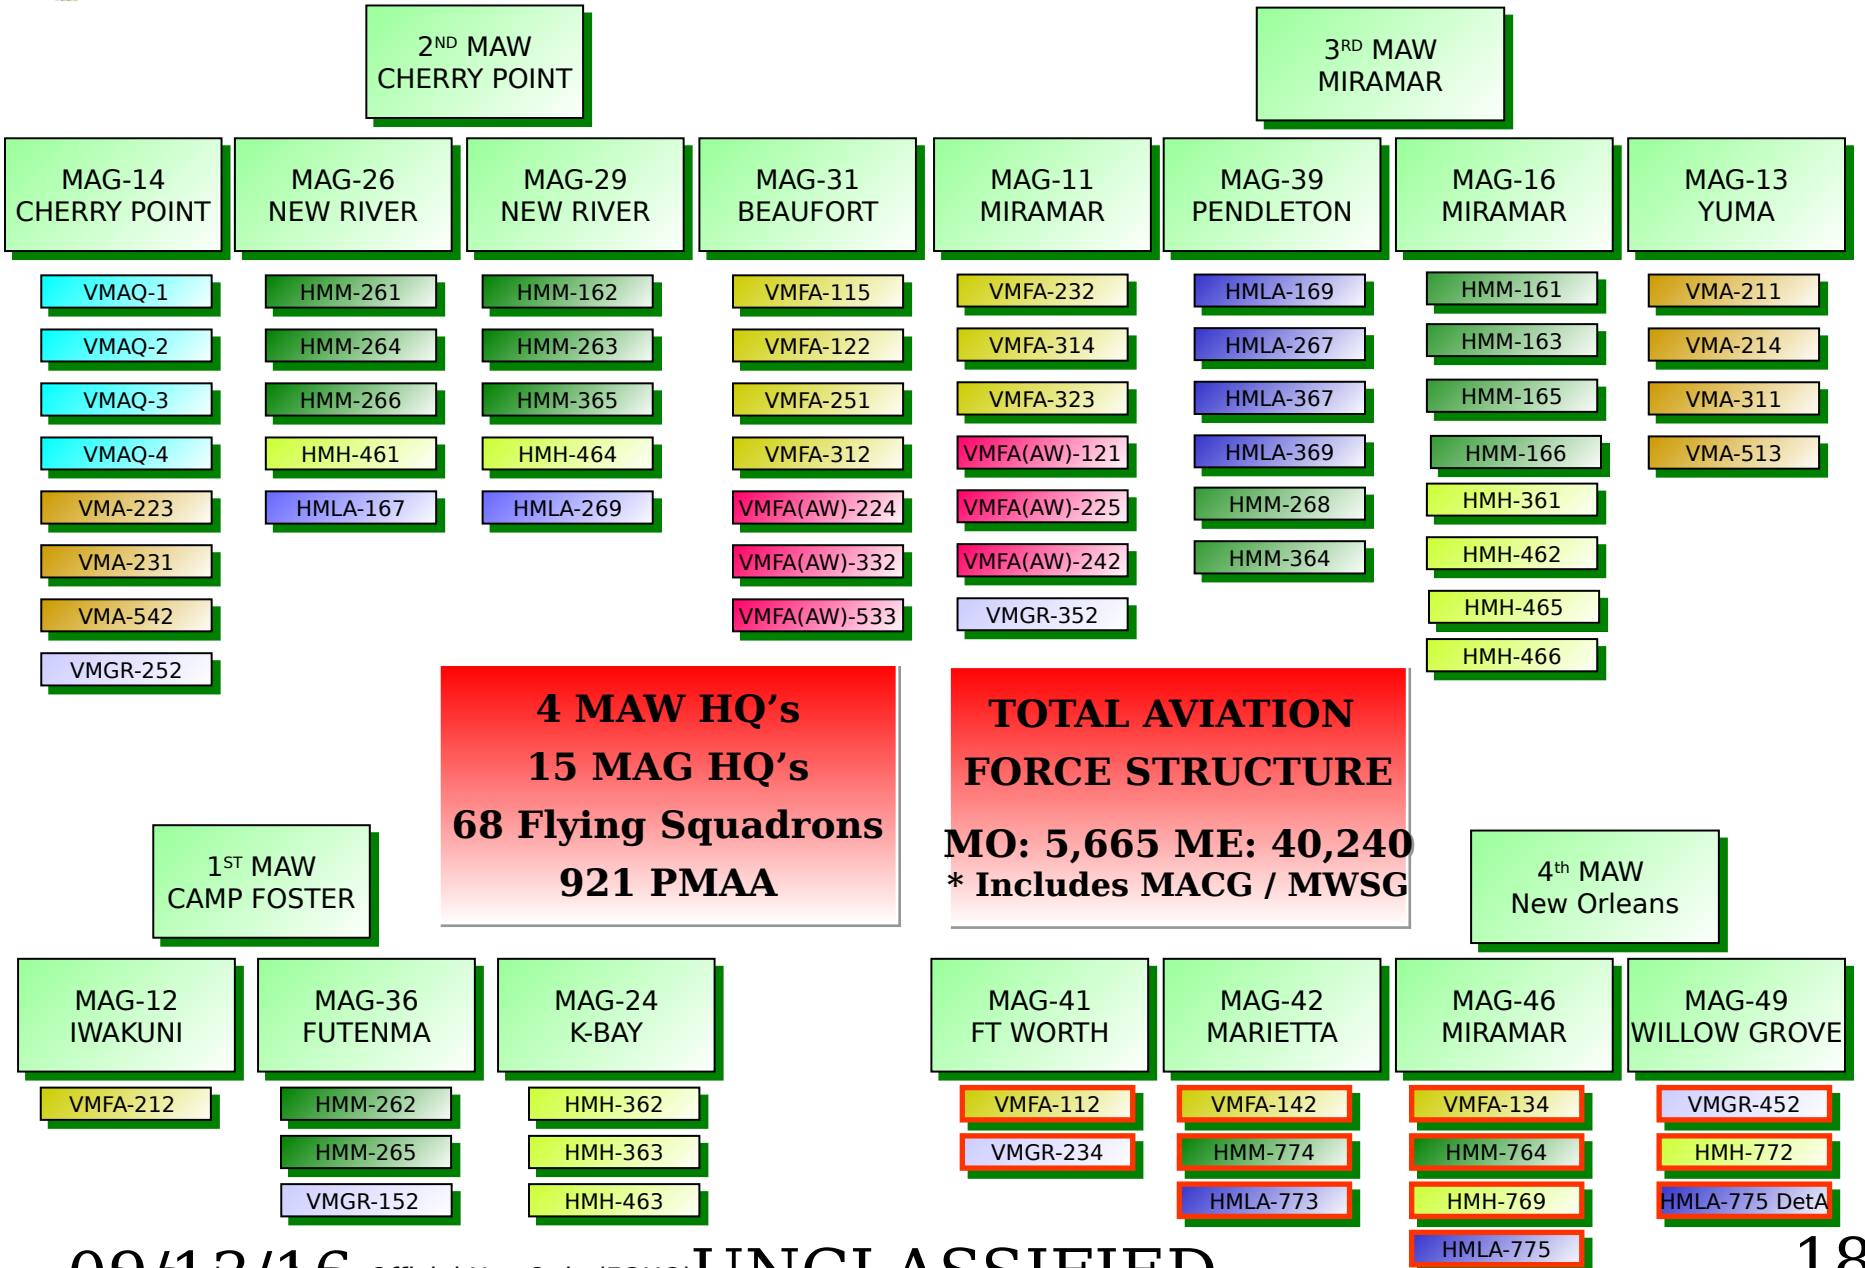 2ND MAW
CHERRY POINT
3RD MAW
MIRAMAR
MAG-14
CHERRY POINT
MAG-26
NEW RIVER
MAG-29
NEW RIVER
MAG-31
BEAUFORT
MAG-11
MIRAMAR
MAG-39
PENDLETON
MAG-16
MIRAMAR
MAG-13
YUMA
VMAQ-1
VMAQ-2
VMAQ-3
VMAQ-4
VMA-223
VMA-231
VMA-542
VMGR-252
HMM-261
HMM-264
HMM-266
HMH-461
HMLA-167
HMM-162
HMM-263
HMM-365
HMH-464
HMLA-269
VMFA-115
VMFA-122
VMFA-251
VMFA-312
VMFA(AW)-224
VMFA(AW)-332
VMFA(AW)-533
VMFA-232
VMFA-314
VMFA-323
VMFA(AW)-121
VMFA(AW)-225
VMFA(AW)-242
VMGR-352
HMLA-169
HMLA-267
HMLA-367
HMLA-369
HMM-268
HMM-364
HMM-161
HMM-163
HMM-165
HMM-166
HMH-361
HMH-462
HMH-465
HMH-466
VMA-211
VMA-214
VMA-311
VMA-513
4 MAW HQ’s
15 MAG HQ’s
68 Flying Squadrons
921 PMAA
TOTAL AVIATION
FORCE STRUCTURE
MO: 5,665 ME: 40,240
* Includes MACG / MWSG
1ST MAW
CAMP FOSTER
4th MAW
New Orleans
MAG-12
IWAKUNI
MAG-36
FUTENMA
MAG-24
K-BAY
MAG-41
FT WORTH
MAG-42
MARIETTA
MAG-46
MIRAMAR
MAG-49
WILLOW GROVE
VMFA-212
HMM-262
HMM-265
VMGR-152
HMH-362
HMH-363
HMH-463
VMFA-112
VMGR-234
VMFA-142
HMM-774
HMLA-773
VMFA-134
HMM-764
HMH-769
HMLA-775
VMGR-452
HMH-772
HMLA-775 DetA
09/13/16
UNCLASSIFIED
18